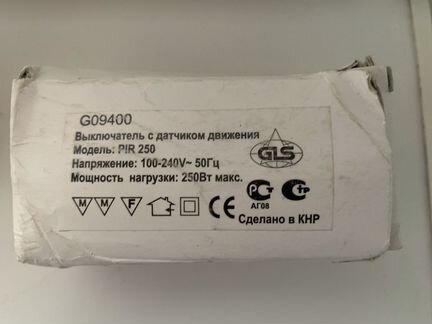 G09400
Выключатель с датчиком движения
Модель: PIR 250
Напряжение: 100-240V~ 50Гц
Мощность нагрузки: 250Вт макс.
GLS
M M F CE
АГ08
Сделано в КНР